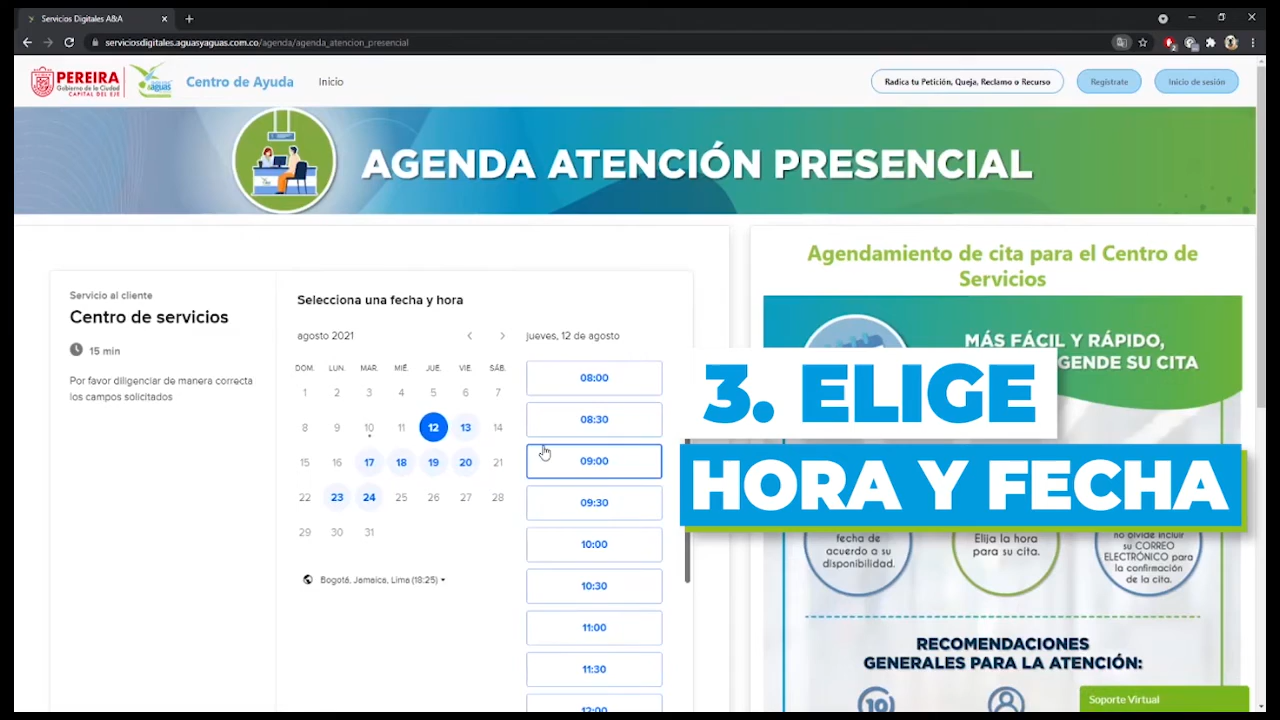 Servicios Digitales A&A
serviciosdigitales.aguasyaguas.com.co/agenda/agenda_atencion_presencial
PEREIRA
Gobierno de la Ciudad
CAPITAL DEL EJE
aguas
Centro de Ayuda
Inicio
Radica tu Petición, Queja, Reclamo o Recurso
Regístrate
Inicio de sesión
AGENDA ATENCIÓN PRESENCIAL
Servicio al cliente
Centro de servicios
15 min
Por favor diligenciar de manera correcta
los campos solicitados
Selecciona una fecha y hora
agosto 2021
DOM. LUN. MAR. MIÉ. JUE. VIE. SÁB.
1 2 3 4 5 6 7
8 9 10 11 12 13 14
15 16 17 18 19 20 21
22 23 24 25 26 27 28
29 30 31
Bogotá, Jamaica, Lima (18:25)
jueves, 12 de agosto
08:00
08:30
09:00
09:30
10:00
10:30
11:00
11:30
12:00
Agendamiento de cita para el Centro de
Servicios
MÁS FÁCIL Y RÁPIDO,
GENDE SU CITA
3. ELIGE
HORA Y FECHA
fecha de
acuerdo a su
disponibilidad.
Elija la hora
para su cita.
no olvide incluir
su CORREO
ELECTRÓNICO para
la confirmación
de la cita.
RECOMENDACIONES
GENERALES PARA LA ATENCIÓN:
10
Soporte Virtual